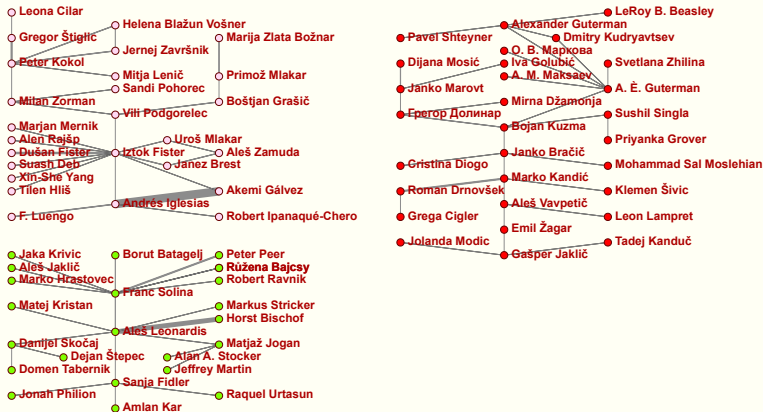 Leona Cilar
Helena Blažun Vošner
Gregor Štiglic
Marija Zlata Božnar
Jernej Završnik
Peter Kokol
Mitja Lenič
Primož Mlakar
Sandi Pohorec
Milan Zorman
Boštjan Grašič
Vili Podgorelec
Marjan Mernik
Alen Rajšp
Uroš Mlakar
Dušan Fister
Iztok Fister
Aleš Zamuda
Suash Deb
Janez Brest
Xin-She Yang
Tilen Hliš
Akemi Gálvez
Andrés Iglesias
F. Luengo
Robert Ipanaqué-Chero
Jaka Krivic
Borut Batagelj
Peter Peer
Aleš Jaklič
Růžena Bajcsy
Marko Hrastovec
Robert Ravnik
Franc Solina
Matej Kristan
Markus Stricker
Horst Bischof
Aleš Leonardis
Danijel Skočaj
Matjaž Jogan
Dejan Štepec
Alan A. Stocker
Domen Tabernik
Jeffrey Martin
Sanja Fidler
Jonah Philion
Raquel Urtasun
Amlan Kar
LeRoy B. Beasley
Alexander Guterman
Pavel Shteyner
Dmitry Kudryavtsev
О. В. Маркова
Dijana Mosić
Iva Golubić
Svetlana Zhilina
A. M. Maksaev
Janko Marovt
A. È. Guterman
Mirna Džamonja
Грегор Долинар
Sushil Singla
Bojan Kuzma
Priyanka Grover
Janko Bračič
Cristina Diogo
Mohammad Sal Moslehian
Marko Kandić
Roman Drnovšek
Klemen Šivic
Aleš Vavpetič
Grega Cigler
Leon Lampret
Emil Žagar
Jolanda Modic
Tadej Kanduč
Gašper Jaklič